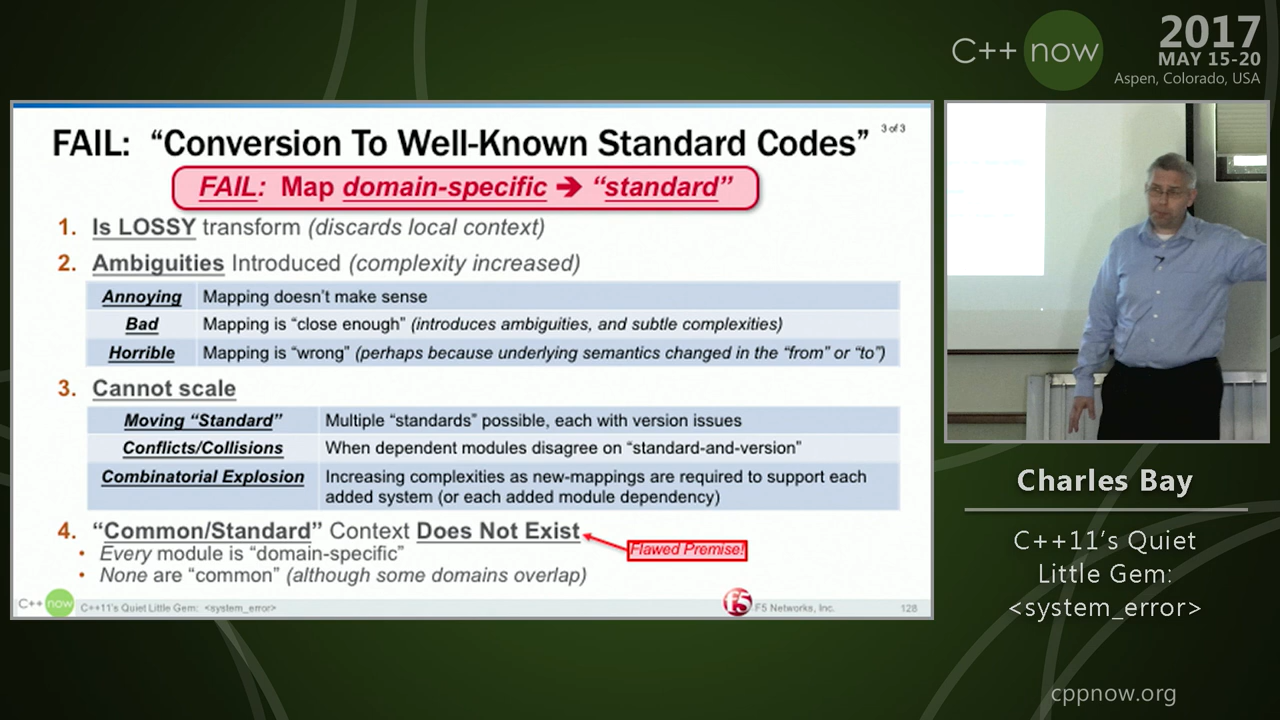 C++ now
2017
MAY 15-20
Aspen, Colorado, USA
FAIL: “Conversion To Well-Known Standard Codes”
3 of 3
FAIL: Map domain-specific ➔ “standard”
1. Is LOSSY transform (discards local context)
2. Ambiguities Introduced (complexity increased)
Annoying Mapping doesn’t make sense
Bad Mapping is “close enough” (introduces ambiguities, and subtle complexities)
Horrible Mapping is “wrong” (perhaps because underlying semantics changed in the “from” or “to”)
3. Cannot scale
Moving “Standard” Multiple “standards” possible, each with version issues
Conflicts/Collisions When dependent modules disagree on “standard-and-version”
Combinatorial Explosion Increasing complexities as new-mappings are required to support each
added system (or each added module dependency)
4. “Common/Standard” Context Does Not Exist
Flawed Premise!
• Every module is “domain-specific”
• None are “common” (although some domains overlap)
C++ now C++11’s Quiet Little Gem: <system_error>
F5 F5 Networks, Inc.
128
Charles Bay
C++11’s Quiet
Little Gem:
<system_error>
cppnow.org